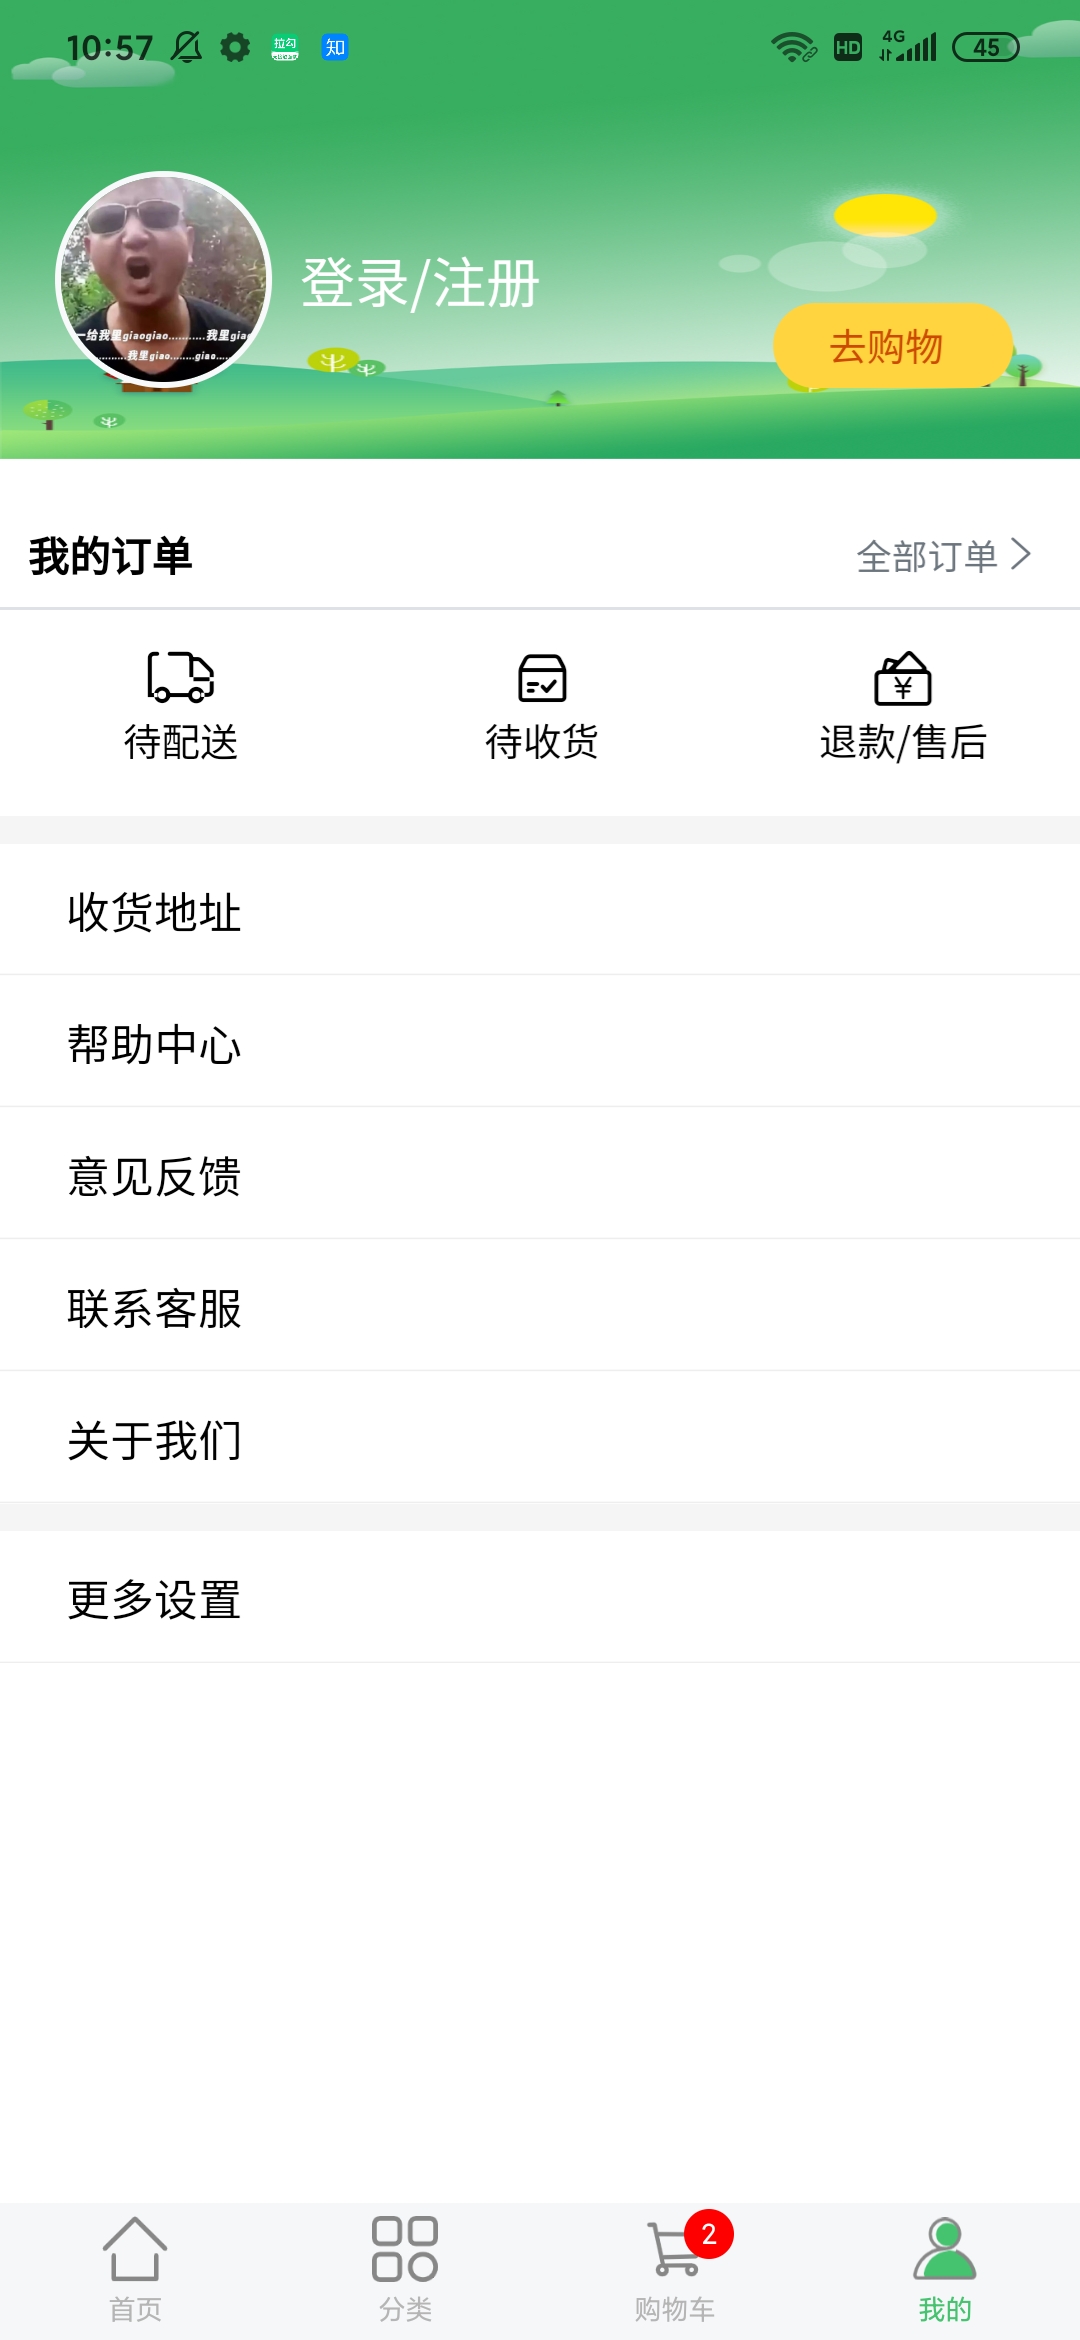 10:57
拉勾
知
HD
4G
45
登录/注册
一给我里giaogiao...........我里gia
..........我里giao........giao.....
去购物
我的订单
全部订单
待配送
待收货
退款/售后
收货地址
帮助中心
意见反馈
联系客服
关于我们
更多设置
2
首页
分类
购物车
我的